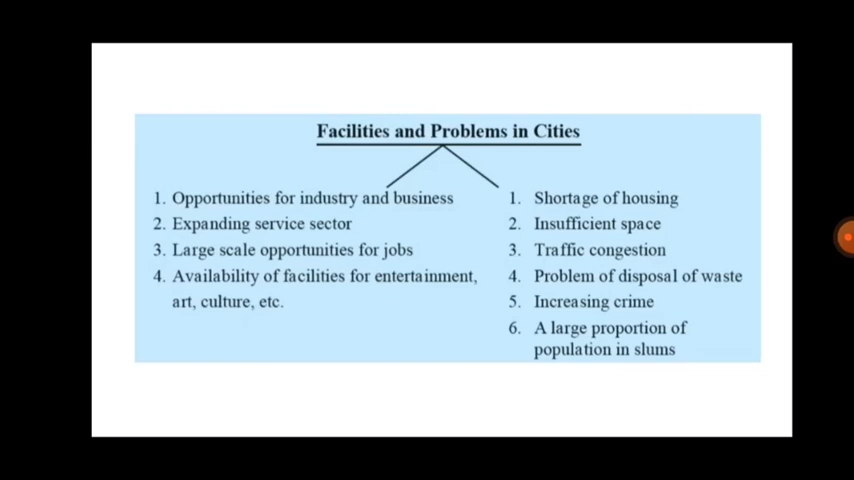 Facilities and Problems in Cities
1. Opportunities for industry and business
2. Expanding service sector
3. Large scale opportunities for jobs
4. Availability of facilities for entertainment,
art, culture, etc.
1. Shortage of housing
2. Insufficient space
3. Traffic congestion
4. Problem of disposal of waste
5. Increasing crime
6. A large proportion of
population in slums